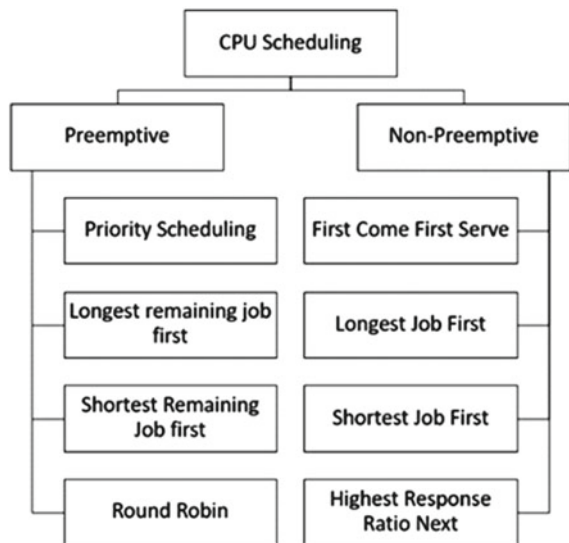 CPU Scheduling
Preemptive
Non-Preemptive
Priority Scheduling
First Come First Serve
Longest remaining job
first
Longest Job First
Shortest Remaining
Job first
Shortest Job First
Round Robin
Highest Response
Ratio Next